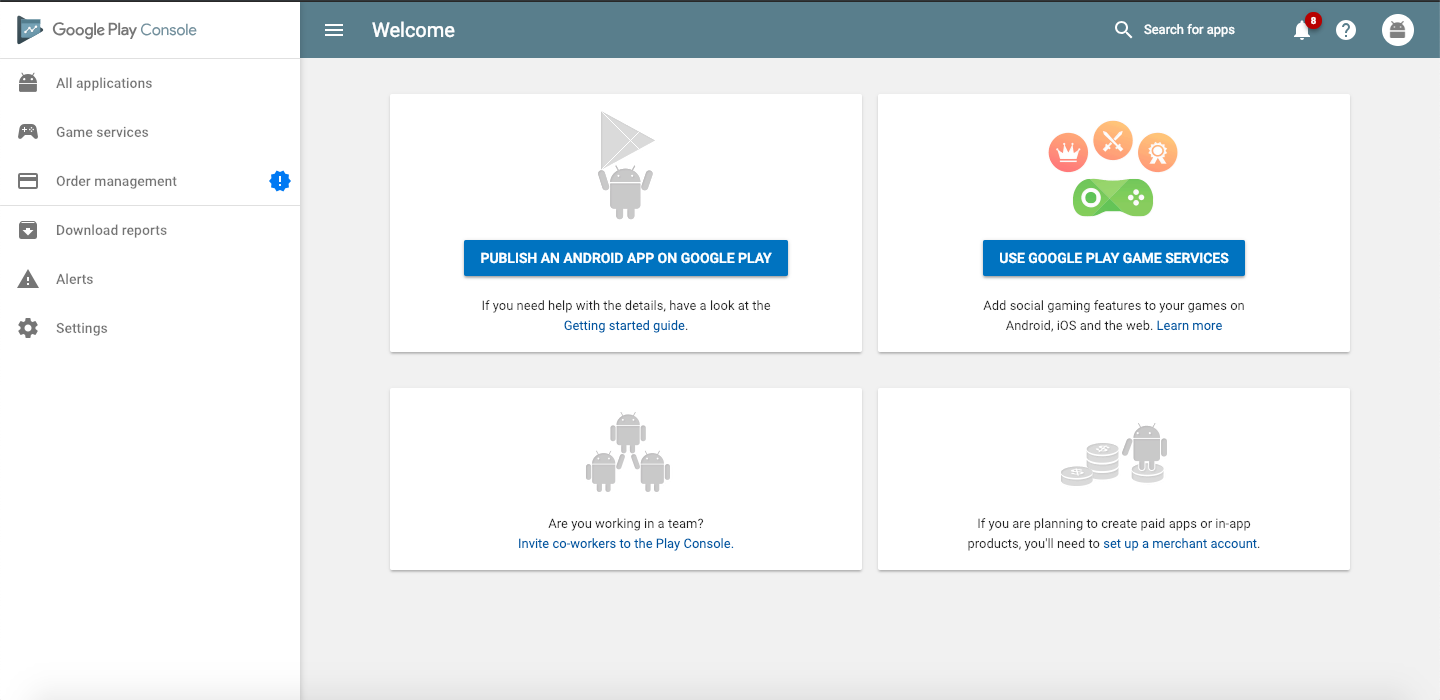 Google Play Console
Welcome
Search for apps
8
All applications
Game services
Order management
Download reports
Alerts
Settings
PUBLISH AN ANDROID APP ON GOOGLE PLAY
If you need help with the details, have a look at the
Getting started guide.
USE GOOGLE PLAY GAME SERVICES
Add social gaming features to your games on
Android, iOS and the web. Learn more
Are you working in a team?
Invite co-workers to the Play Console.
If you are planning to create paid apps or in-app
products, you'll need to set up a merchant account.